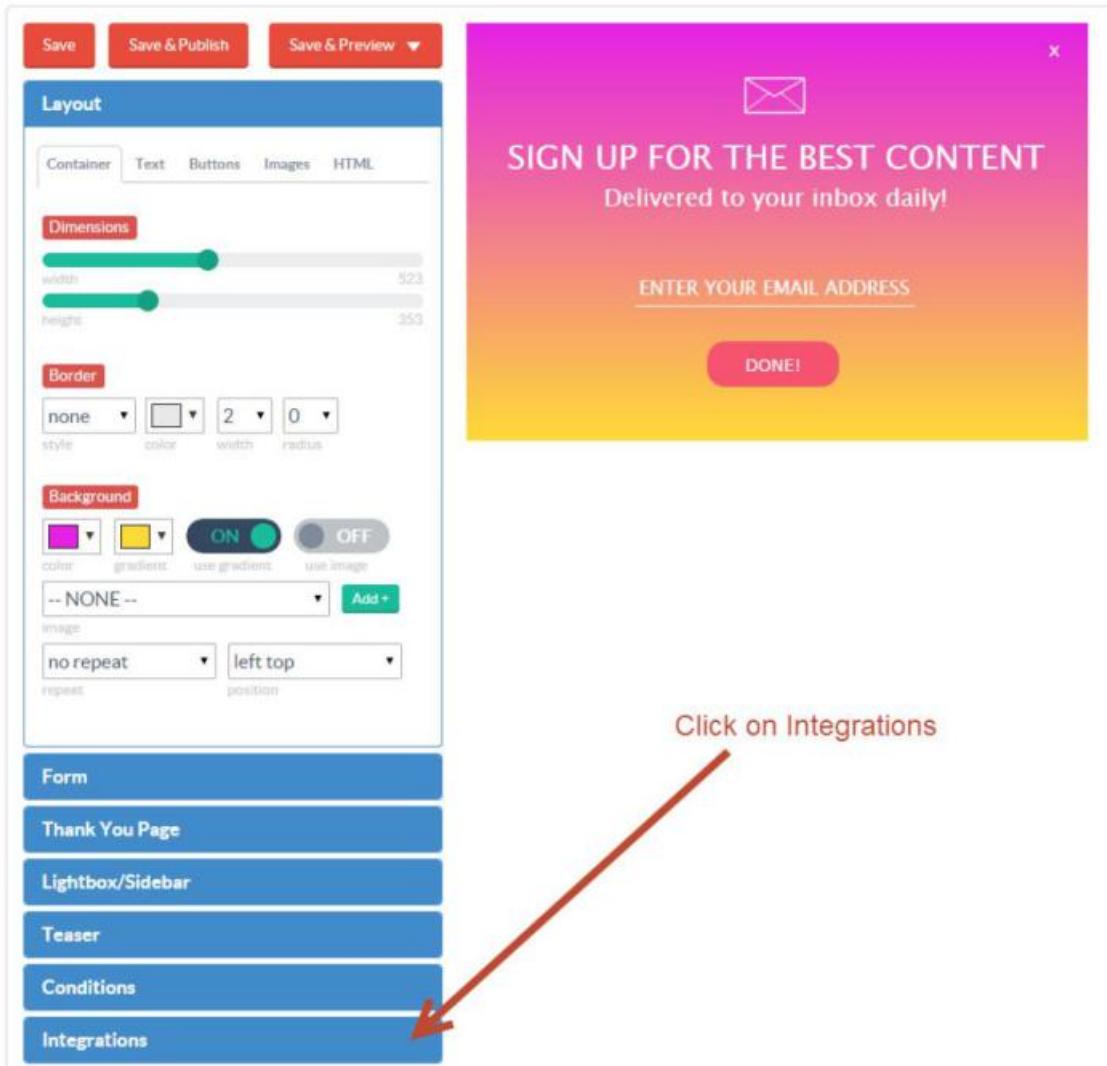 Save Save & Publish Save & Preview
Layout
Container Text Buttons Images HTML
Dimensions
width 523
height 353
Border
none 2 0
style color width radius
Background
ON OFF
color gradient use gradient use image
-- NONE -- Add +
image
no repeat left top
repeat position
Form
Thank You Page
Lightbox/Sidebar
Teaser
Conditions
Integrations
x
SIGN UP FOR THE BEST CONTENT
Delivered to your inbox daily!
ENTER YOUR EMAIL ADDRESS
DONE!
Click on Integrations